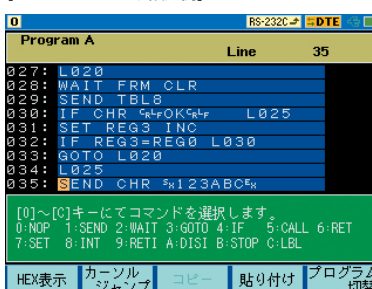 0 RS-232C DTE
Program A
Line 35
027: L020
028: WAIT FRM CLR
029: SEND TBL8
030: IF CHR CRLFOKCRLF L025
031: SET REG3 INC
032: IF REG3=REG0 L030
033: GOTO L020
034: L025
035: SEND CHR SX123ABCEX
[0]~[C]キーにてコマンドを選択します。
0:NOP 1:SEND 2:WAIT 3:GOTO 4:IF 5:CALL 6:RET
7:SET 8:INT 9:RETI A:DISI B:STOP C:LBL
HEX表示 カーソルジャンプ コピー 貼り付け プログラム切替